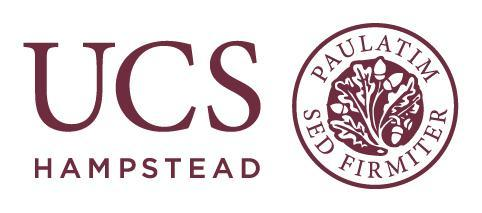 UCS
HAMPSTEAD
PAULATIM
SED FIRMITER